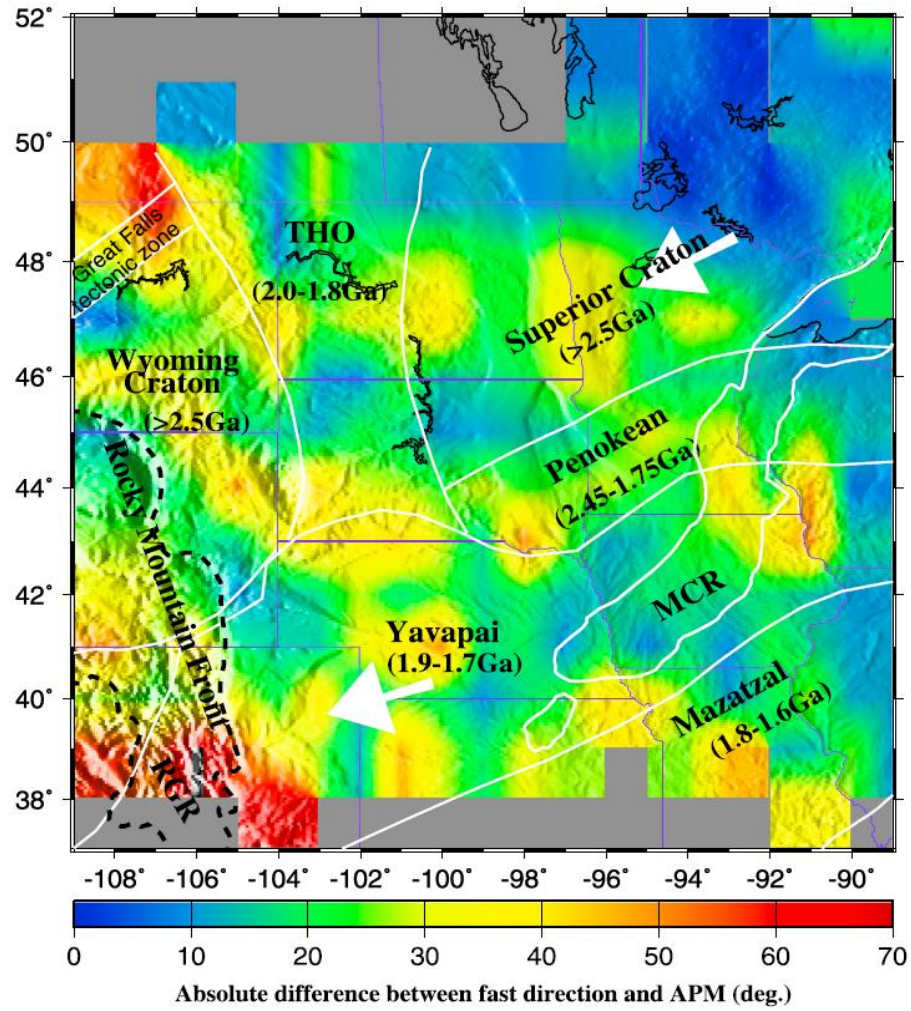 52°
50°
48°
46°
44°
42°
40°
38°
Great Falls
tectonic zone
THO
(2.0-1.8Ga)
Superior Craton
(>2.5Ga)
Wyoming
Craton
(>2.5Ga)
Rocky Mountain Front
Penokean
(2.45-1.75Ga)
MCR
Yavapai
(1.9-1.7Ga)
Mazatzal
(1.8-1.6Ga)
RGR
-108° -106° -104° -102° -100° -98° -96° -94° -92° -90°
0 10 20 30 40 50 60 70
Absolute difference between fast direction and APM (deg.)